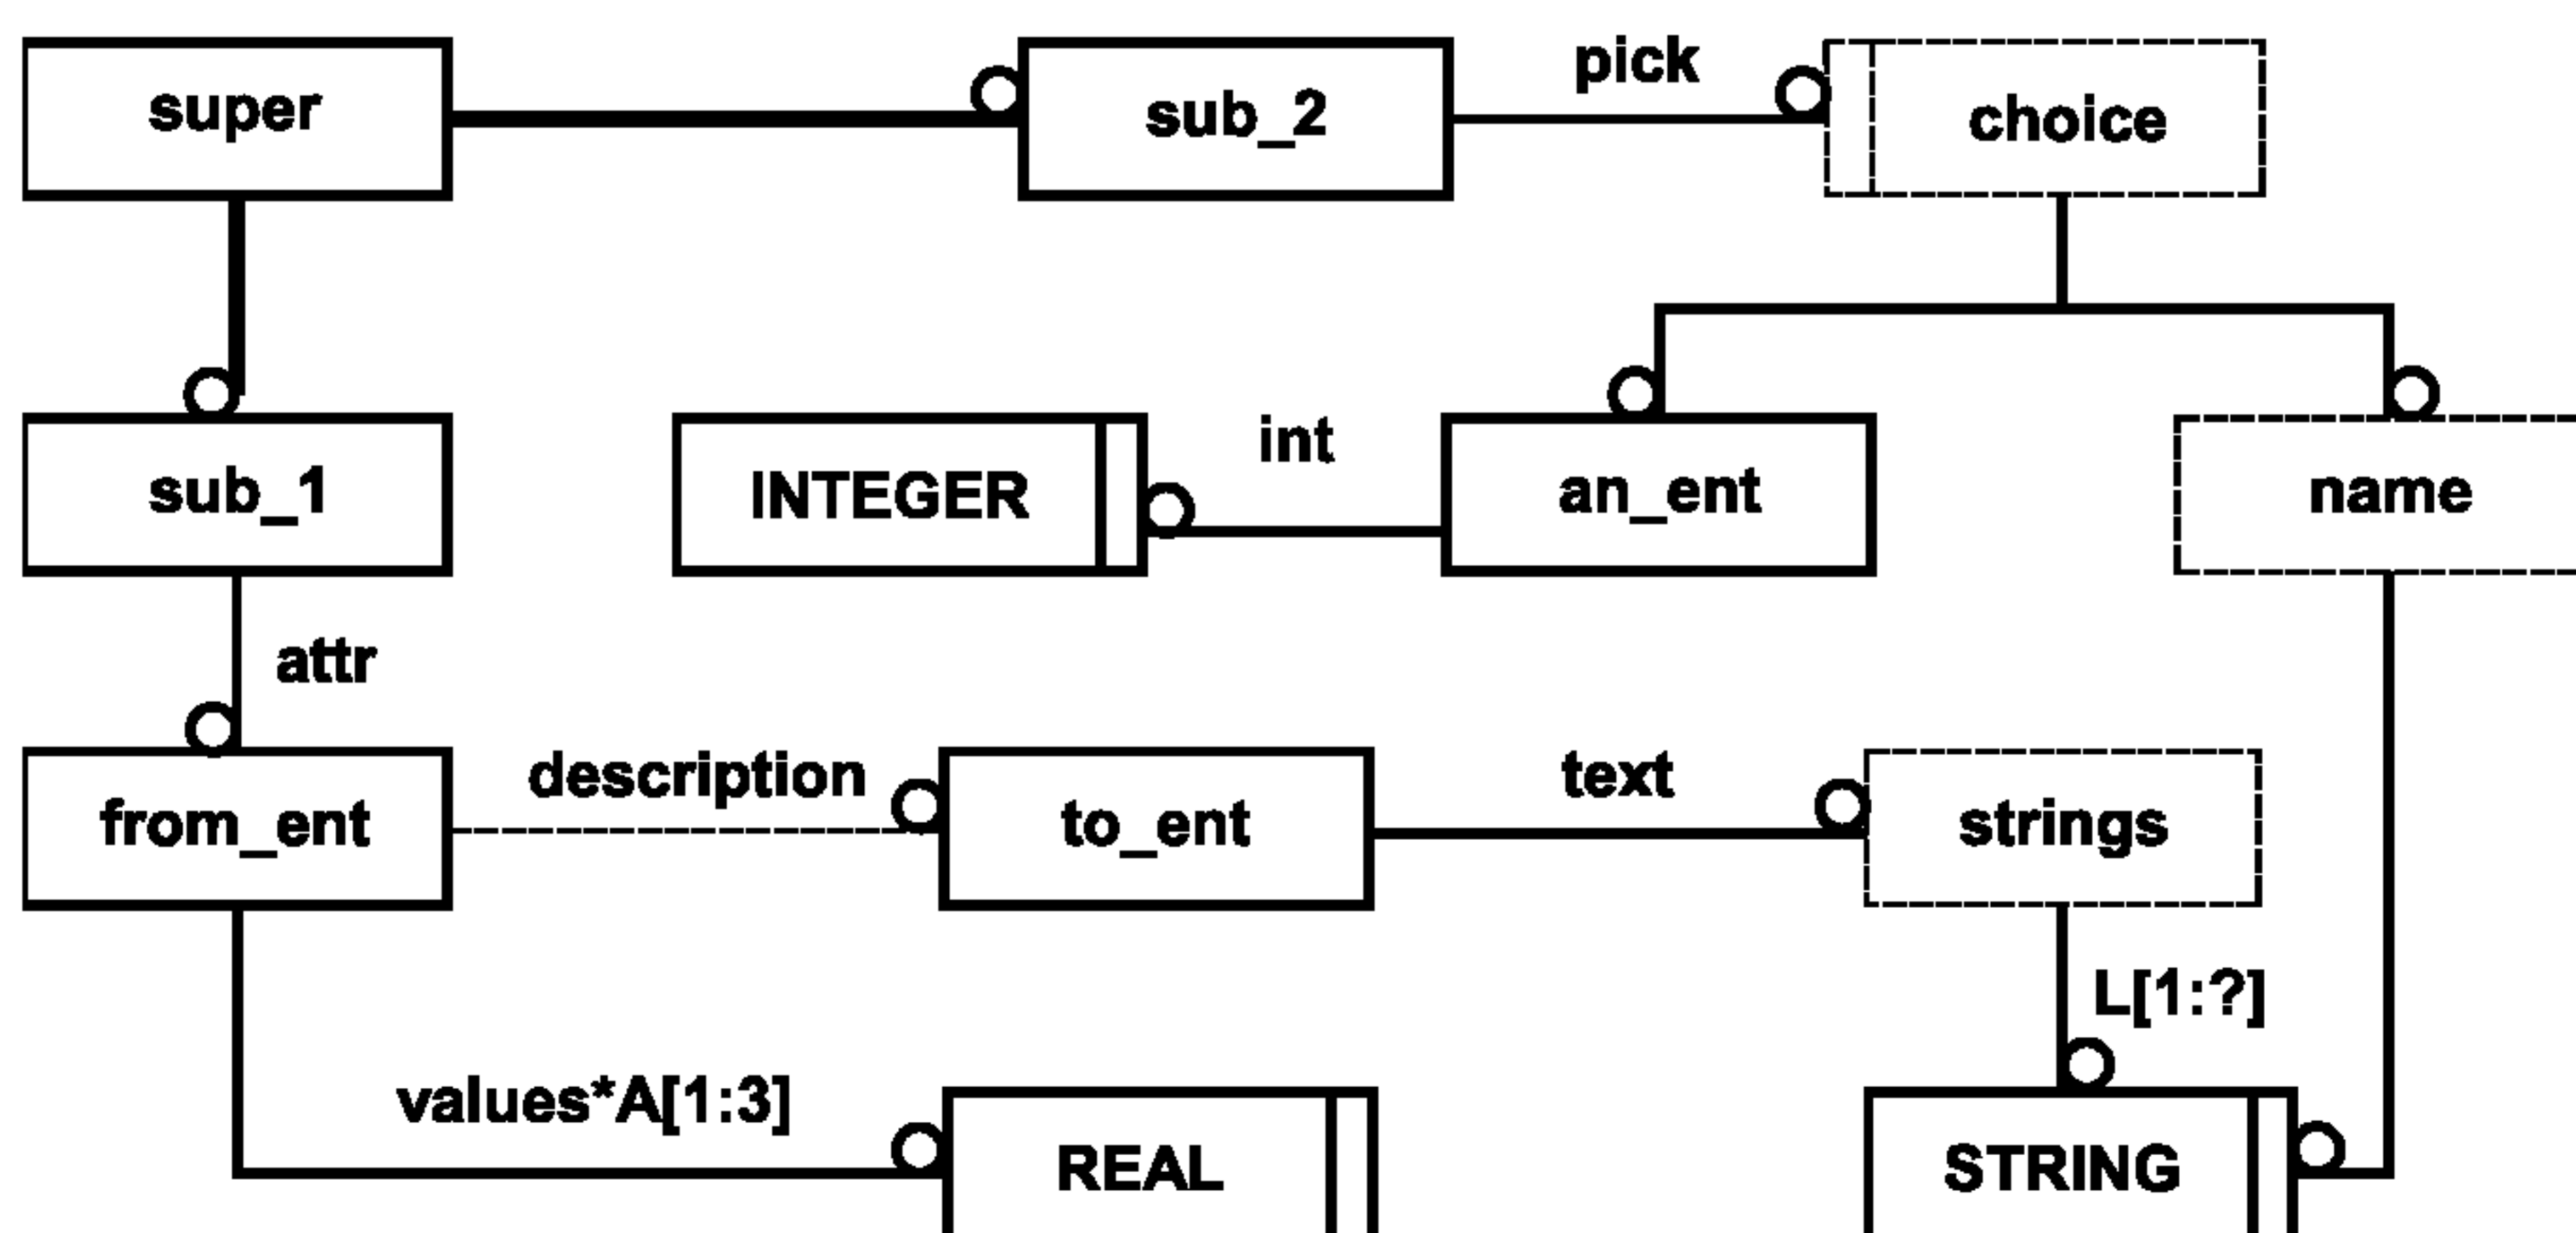 super
sub_2
pick
choice
sub_1
INTEGER
int
an_ent
name
attr
from_ent
description
to_ent
text
strings
L[1:?]
values*A[1:3]
REAL
STRING